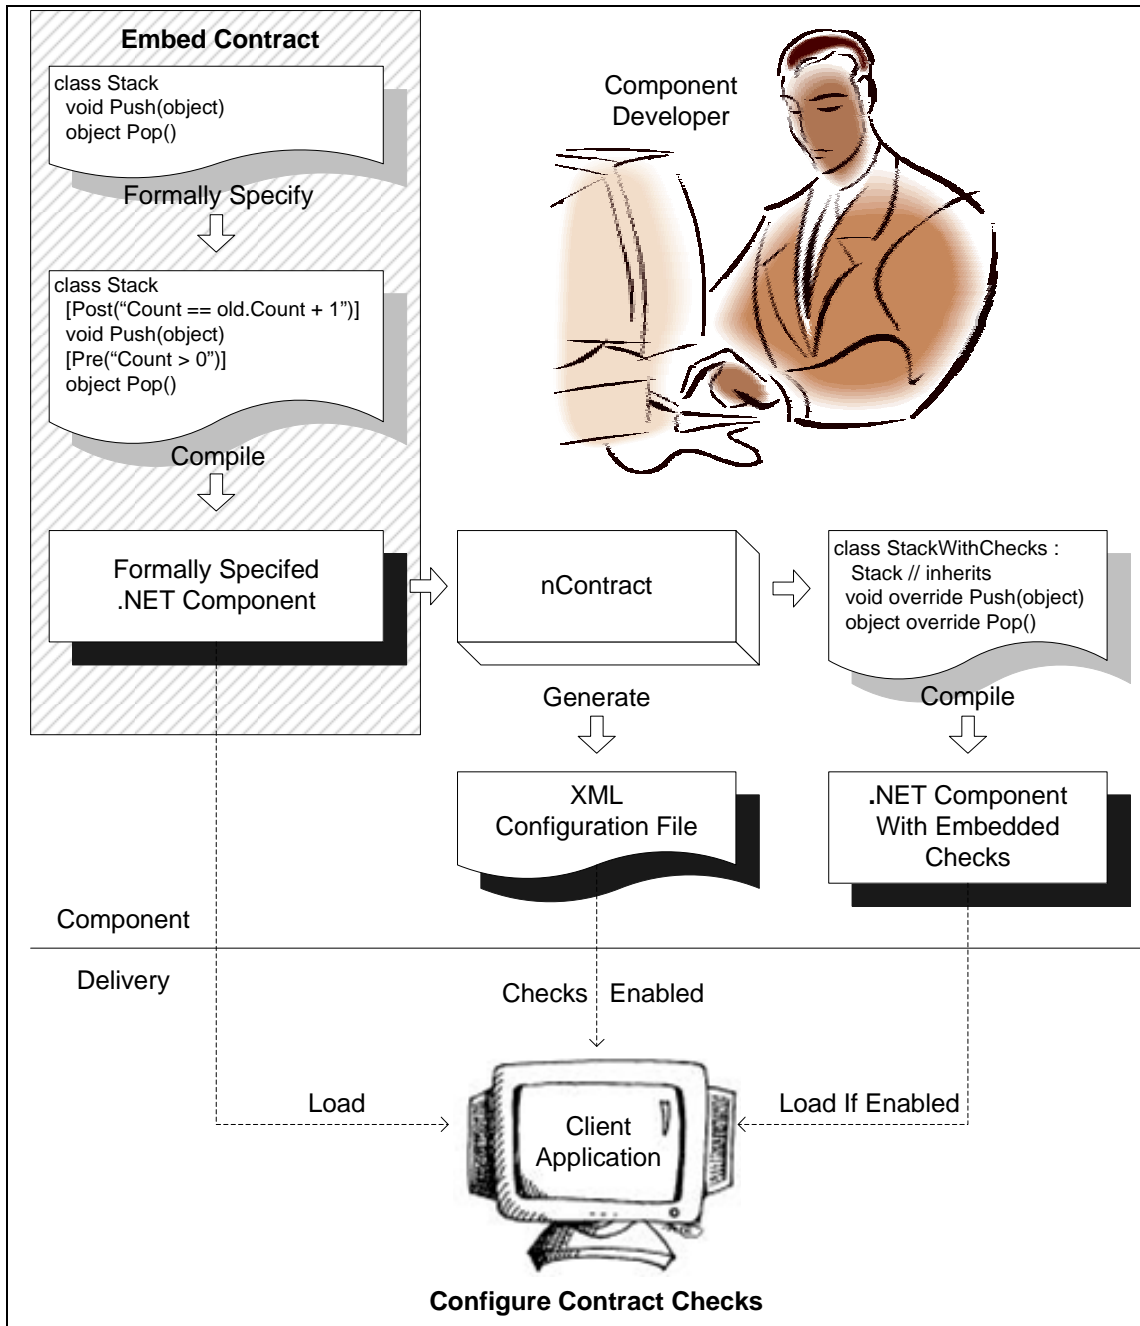 Embed Contract
class Stack
void Push(object)
object Pop()
Formally Specify
class Stack
[Post(“Count == old.Count + 1”)]
void Push(object)
[Pre(“Count > 0”)]
object Pop()
Compile
Formally Specifed
.NET Component
Component
Developer
nContract
Generate
class StackWithChecks :
Stack // inherits
void override Push(object)
object override Pop()
Compile
XML
Configuration File
.NET Component
With Embedded
Checks
Component
Delivery
Checks Enabled
Load
Load If Enabled
Client
Application
Configure Contract Checks